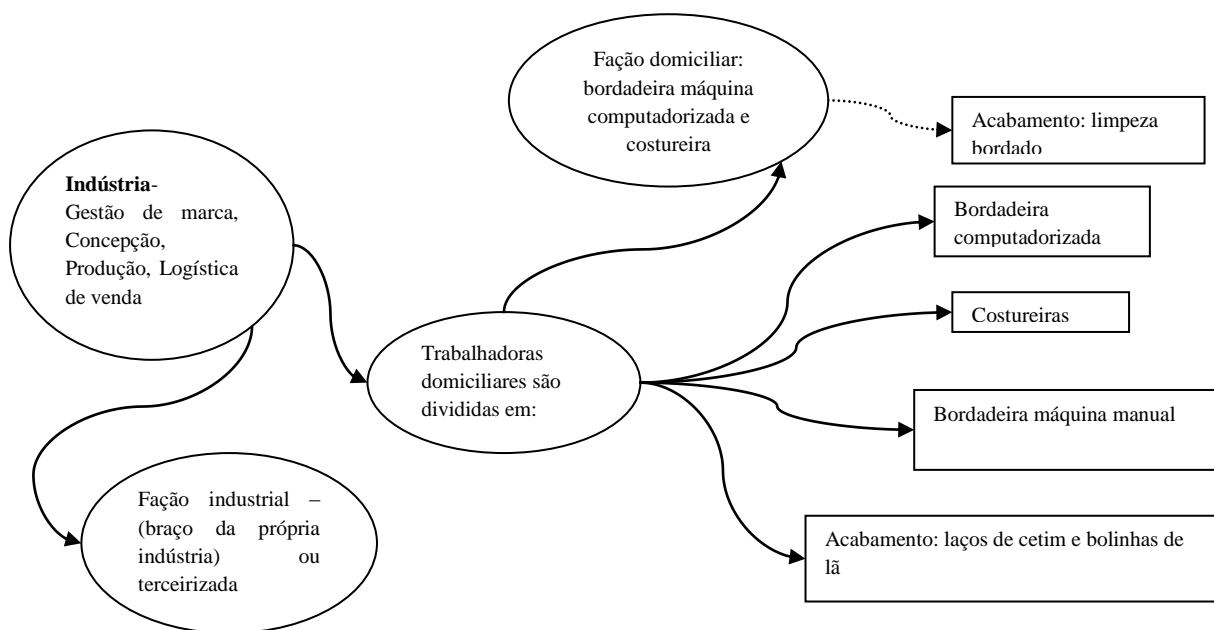 Fação domiciliar:
bordadeira máquina
computadorizada e
costureira
Acabamento: limpeza
bordado
Indústria-
Gestão de marca,
Concepção,
Produção, Logística
de venda
Bordadeira
computadorizada
Costureiras
Trabalhadoras
domiciliares são
divididas em:
Bordadeira máquina manual
Fação industrial –
(braço da própria
indústria) ou
terceirizada
Acabamento: laços de cetim e bolinhas de
lã